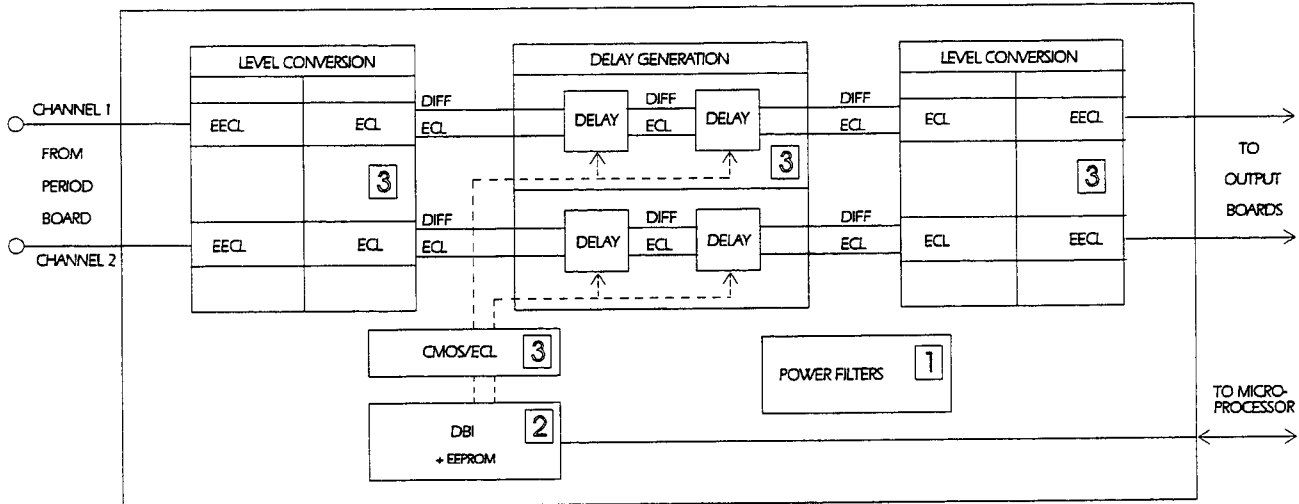 LEVEL CONVERSION
DELAY GENERATION
LEVEL CONVERSION
CHANNEL 1
EECL
ECL
DIFF
ECL
DELAY
DIFF
ECL
DELAY
DIFF
ECL
ECL
EECL
FROM
PERIOD
BOARD
3
3
3
TO
OUTPUT
BOARDS
CHANNEL 2
EECL
ECL
DIFF
ECL
DELAY
DIFF
ECL
DELAY
DIFF
ECL
ECL
EECL
CMOS/ECL
3
POWER FILTERS
1
DBI
+ EEPROM
2
TO MICRO-
PROCESSOR